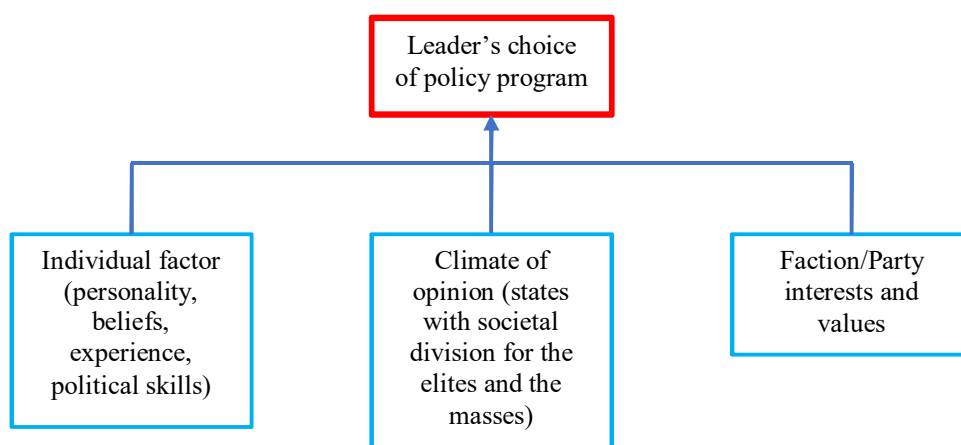 Leader’s choice
of policy program
Individual factor
(personality,
beliefs,
experience,
political skills)
Climate of
opinion (states
with societal
division for the
elites and the
masses)
Faction/Party
interests and
values